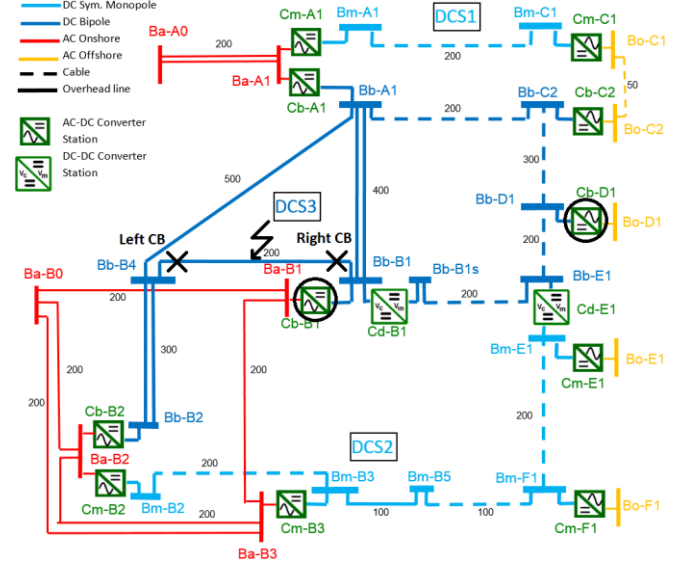 DC Sym. Monopole
DC Bipole
AC Onshore
AC Offshore
Cable
Overhead line
AC-DC Converter
Station
DC-DC Converter
Station
Ba-A0
200
Ba-A1
Cm-A1
Bm-A1
DCS1
Bm-C1
Cm-C1
Bo-C1
200
50
Cb-A1
Bb-A1
200
Bb-C2
Cb-C2
Bo-C2
500
400
300
DCS3
Bb-D1
Cb-D1
Bo-D1
Left CB
Right CB
200
200
Ba-B0
Bb-B4
200
Ba-B1
Cb-B1
Bb-B1
Cd-B1
Bb-B1s
200
Bb-E1
Cd-E1
Bm-E1
Cm-E1
Bo-E1
300
200
200
200
200
Cb-B2
Bb-B2
Ba-B2
Cm-B2
Bm-B2
200
DCS2
Bm-B3
Bm-B5
Bm-F1
Cm-B3
100
100
Cm-F1
Bo-F1
200
Ba-B3